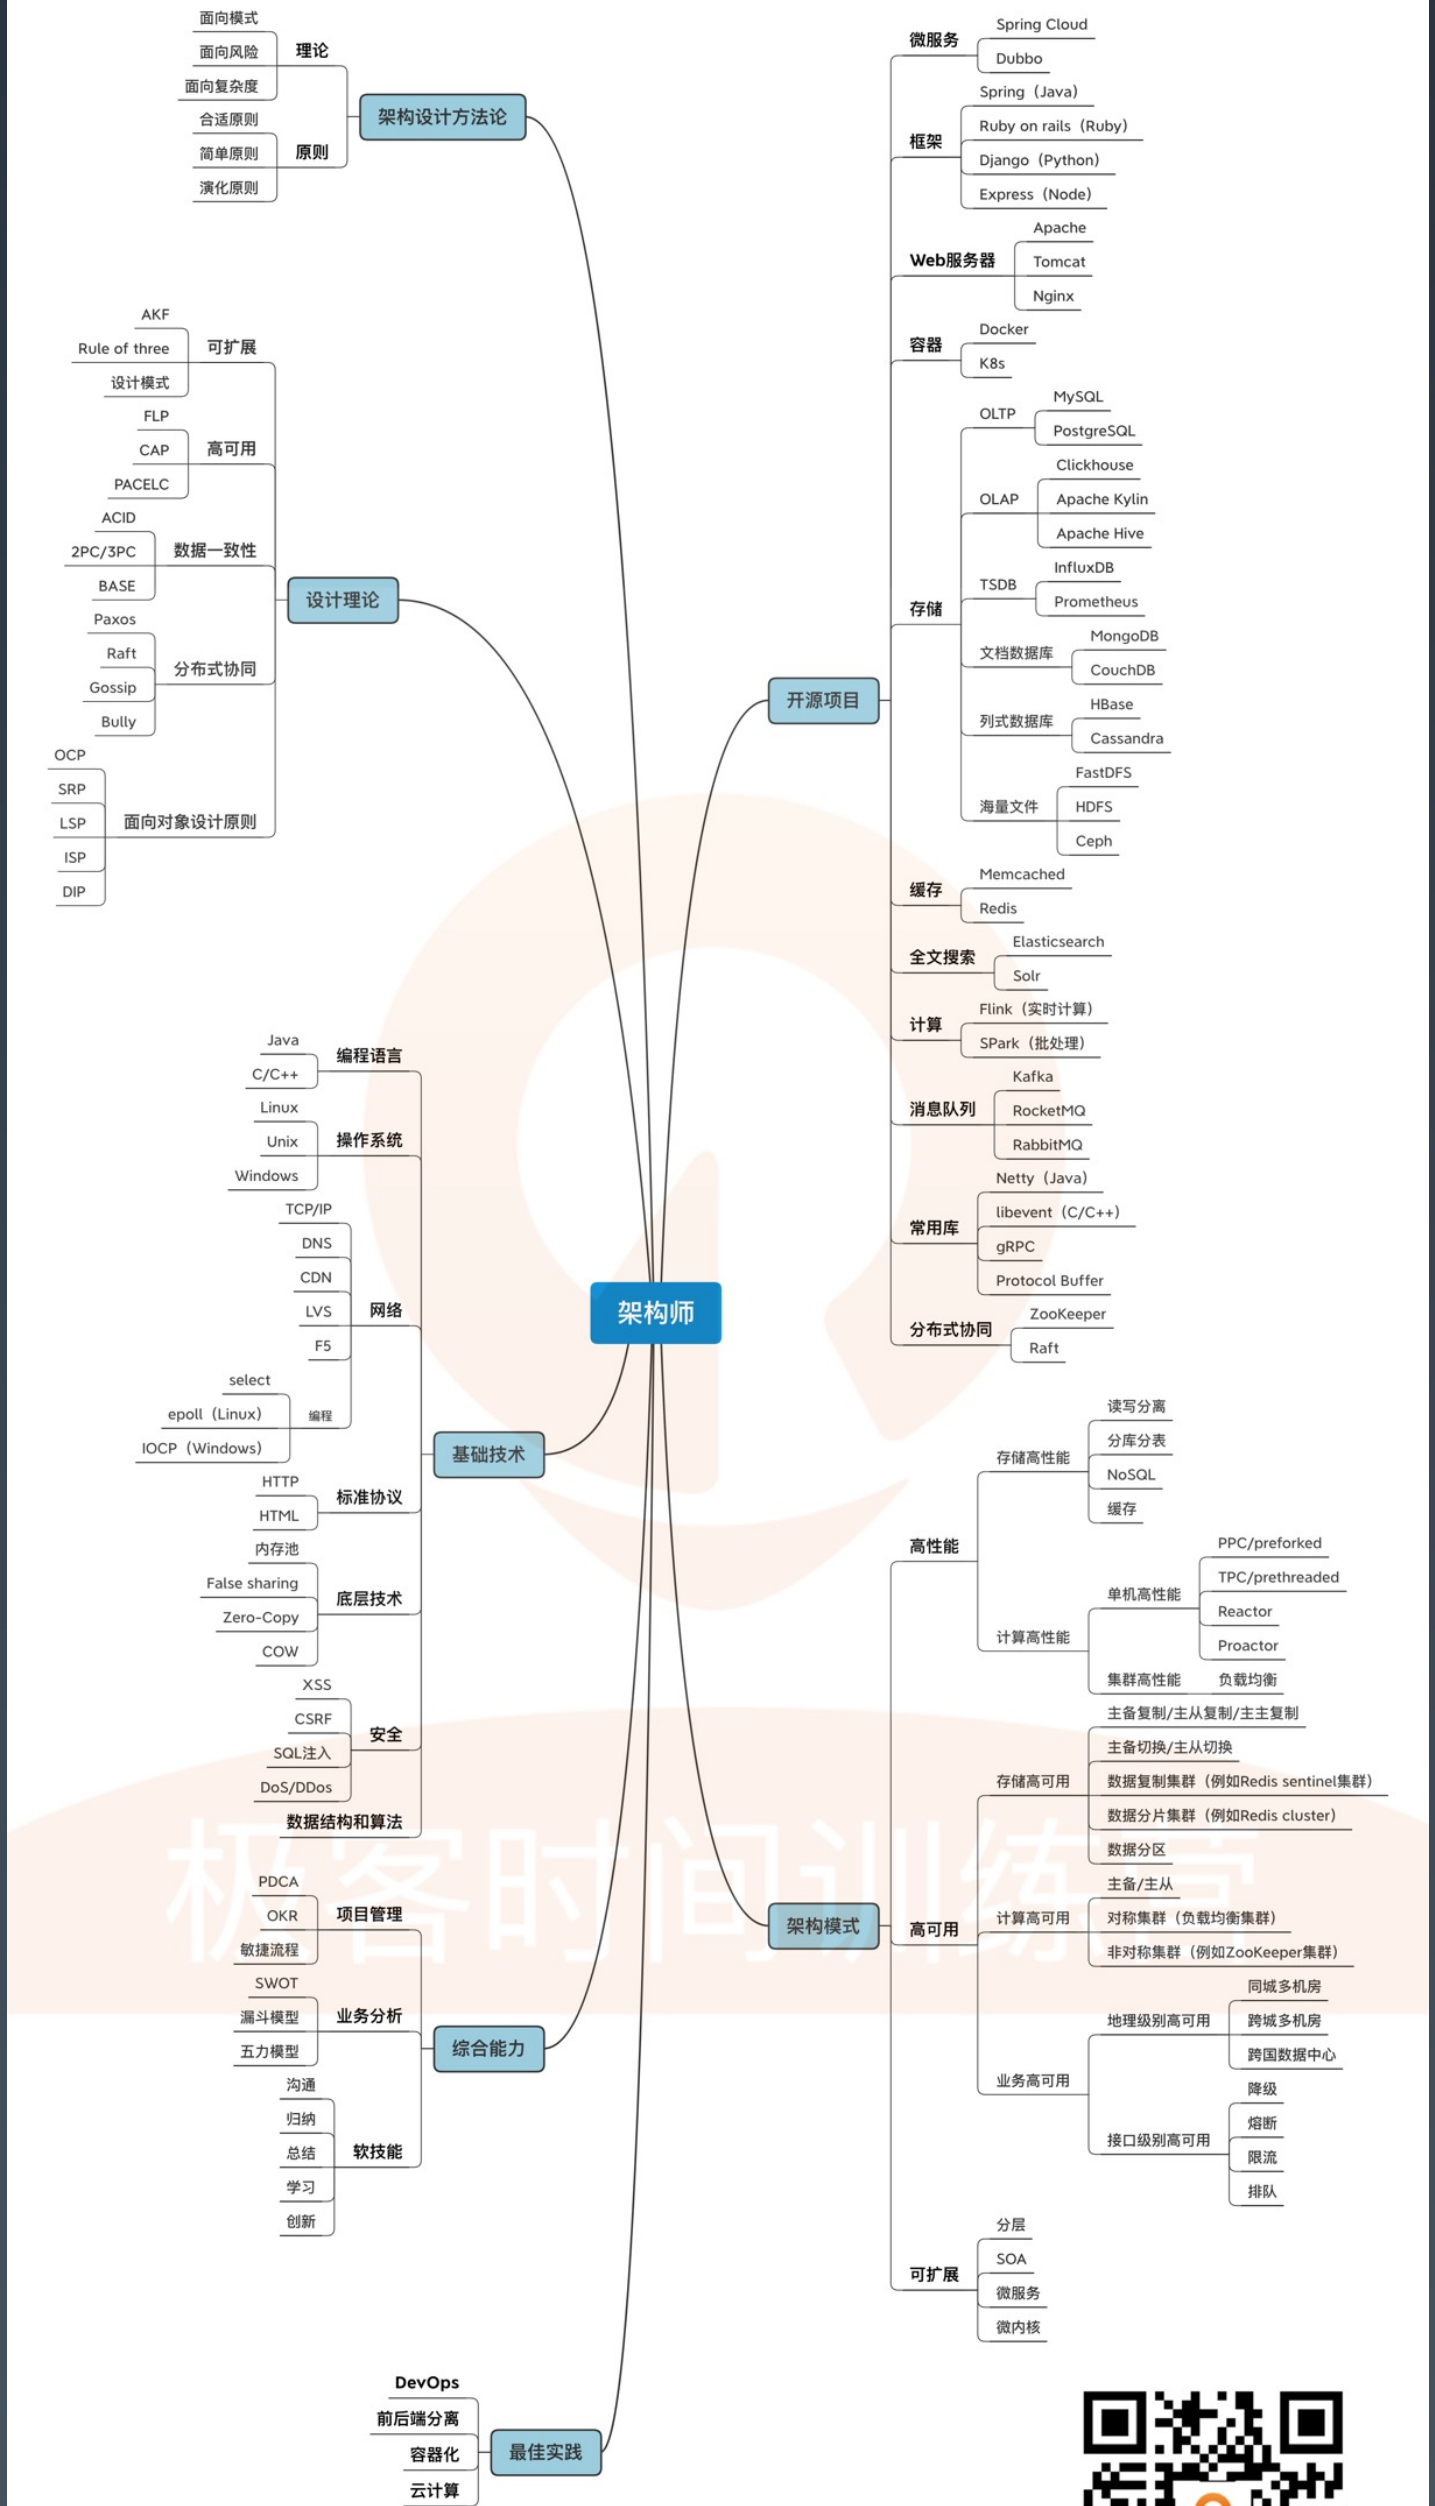 架构师
架构设计方法论
理论
面向模式
面向风险
面向复杂度
原则
合适原则
简单原则
演化原则
设计理论
可扩展
AKF
Rule of three
设计模式
高可用
FLP
CAP
PACELC
数据一致性
ACID
2PC/3PC
BASE
分布式协同
Paxos
Raft
Gossip
Bully
面向对象设计原则
OCP
SRP
LSP
ISP
DIP
基础技术
编程语言
Java
C/C++
操作系统
Linux
Unix
Windows
网络
TCP/IP
DNS
CDN
LVS
F5
编程
select
epoll（Linux）
IOCP（Windows）
标准协议
HTTP
HTML
底层技术
内存池
False sharing
Zero-Copy
COW
安全
XSS
CSRF
SQL注入
DoS/DDos
数据结构和算法
综合能力
项目管理
PDCA
OKR
敏捷流程
业务分析
SWOT
漏斗模型
五力模型
软技能
沟通
归纳
总结
学习
创新
最佳实践
DevOps
前后端分离
容器化
云计算
开源项目
微服务
Spring Cloud
Dubbo
框架
Spring（Java）
Ruby on rails（Ruby）
Django（Python）
Express（Node）
Web服务器
Apache
Tomcat
Nginx
容器
Docker
K8s
存储
OLTP
MySQL
PostgreSQL
OLAP
Clickhouse
Apache Kylin
Apache Hive
TSDB
InfluxDB
Prometheus
文档数据库
MongoDB
CouchDB
列式数据库
HBase
Cassandra
海量文件
FastDFS
HDFS
Ceph
缓存
Memcached
Redis
全文搜索
Elasticsearch
Solr
计算
Flink（实时计算）
SPark（批处理）
消息队列
Kafka
RocketMQ
RabbitMQ
常用库
Netty（Java）
libevent（C/C++）
gRPC
Protocol Buffer
分布式协同
ZooKeeper
Raft
架构模式
高性能
存储高性能
读写分离
分库分表
NoSQL
缓存
计算高性能
单机高性能
PPC/preforked
TPC/prethreaded
Reactor
Proactor
集群高性能
负载均衡
高可用
存储高可用
主备复制/主从复制/主主复制
主备切换/主从切换
数据复制集群（例如Redis sentinel集群）
数据分片集群（例如Redis cluster）
数据分区
计算高可用
主备/主从
对称集群（负载均衡集群）
非对称集群（例如ZooKeeper集群）
业务高可用
地理级别高可用
同城多机房
跨城多机房
跨国数据中心
接口级别高可用
降级
熔断
限流
排队
可扩展
分层
SOA
微服务
微内核
极客时间训练营